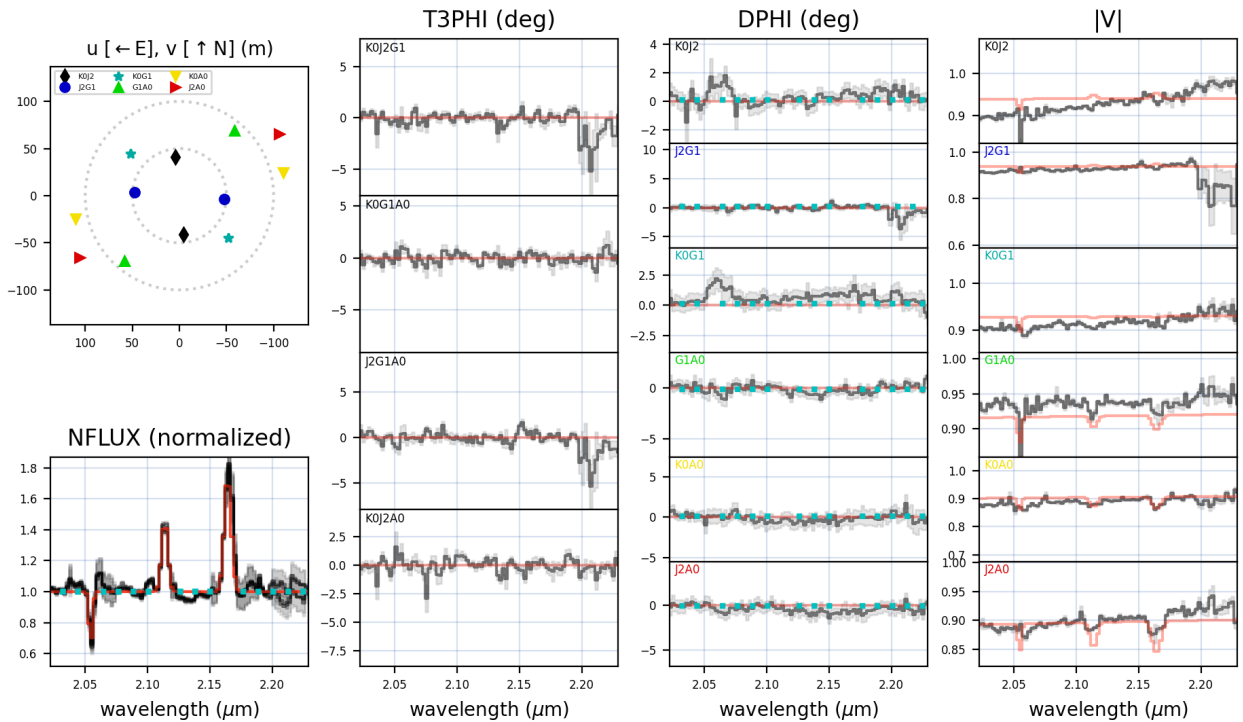 T3PHI (deg)
DPHI (deg)
|V|
u [←E], v [↑N] (m)
K0J2
K0G1
K0A0
J2G1
G1A0
J2A0
100
50
0
−50
−100
100
50
0
−50
−100
NFLUX (normalized)
1.8
1.6
1.4
1.2
1.0
0.8
0.6
2.05
2.10
2.15
2.20
wavelength (μm)
K0J2G1
5
0
−5
K0G1A0
5
0
−5
J2G1A0
5
0
−5
K0J2A0
2.5
0.0
−2.5
−5.0
−7.5
2.05
2.10
2.15
2.20
wavelength (μm)
K0J2
4
2
0
−2
J2G1
10
5
0
−5
K0G1
2.5
0.0
−2.5
G1A0
0
−5
K0A0
0
−5
J2A0
0
−5
2.05
2.10
2.15
2.20
wavelength (μm)
K0J2
1.0
0.9
J2G1
1.0
0.8
0.6
K0G1
1.0
0.9
G1A0
1.00
0.95
0.90
K0A0
1.0
0.9
0.8
0.7
J2A0
1.00
0.95
0.90
0.85
2.05
2.10
2.15
2.20
wavelength (μm)